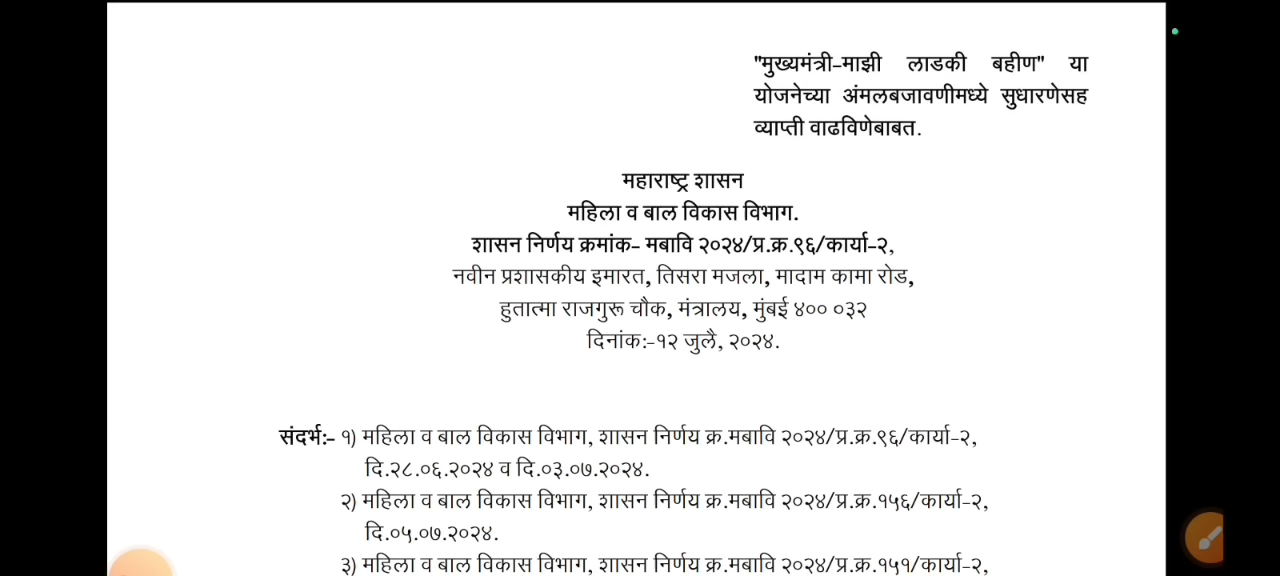 "मुख्यमंत्री-माझी लाडकी बहीण" या
योजनेच्या अंमलबजावणीमध्ये सुधारणेसह
व्याप्ती वाढविणेबाबत.
महाराष्ट्र शासन
महिला व बाल विकास विभाग.
शासन निर्णय क्रमांक- मबावि २०२४/प्र.क्र.९६/कार्या-२,
नवीन प्रशासकीय इमारत, तिसरा मजला, मादाम कामा रोड,
हुतात्मा राजगुरू चौक, मंत्रालय, मुंबई ४०० ०३२
दिनांक:-१२ जुलै, २०२४.
संदर्भ:- १) महिला व बाल विकास विभाग, शासन निर्णय क्र.मबावि २०२४/प्र.क्र.९६/कार्या-२,
दि.२८.०६.२०२४ व दि.०३.०७.२०२४.
२) महिला व बाल विकास विभाग, शासन निर्णय क्र.मबावि २०२४/प्र.क्र.१५६/कार्या-२,
दि.०५.०७.२०२४.
३) महिला व बाल विकास विभाग, शासन निर्णय क्र.मबावि २०२४/प्र.क्र.१५१/कार्या-२,